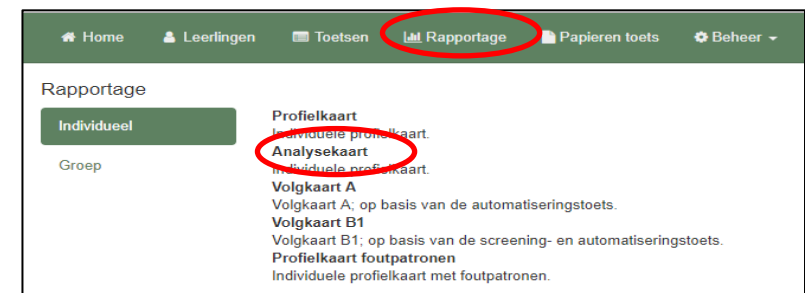 Home Leerlingen Toetsen Rapportage Papieren toets Beheer
Rapportage
Individueel
Groep
Profielkaart
Individuele profielkaart.
Analysekaart
Individuele profielkaart.
Volgkaart A
Volgkaart A; op basis van de automatiseringstoets.
Volgkaart B1
Volgkaart B1; op basis van de screening- en automatiseringstoets.
Profielkaart foutpatronen
Individuele profielkaart met foutpatronen.